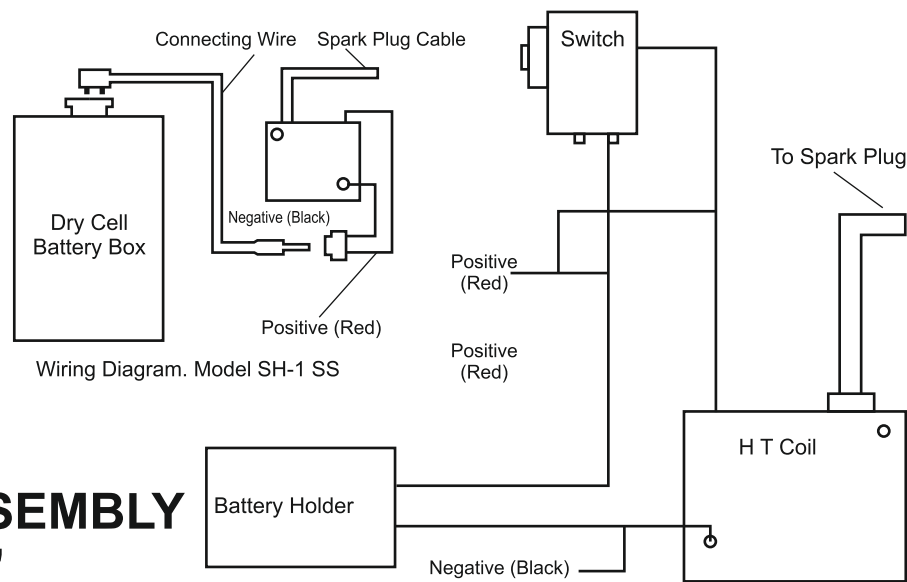 Connecting Wire
Spark Plug Cable
Switch
To Spark Plug
Dry Cell
Battery Box
Negative (Black)
Positive (Red)
Wiring Diagram. Model SH-1 SS
Positive
(Red)
Positive
(Red)
H T Coil
Battery Holder
SEMBLY
Negative (Black)